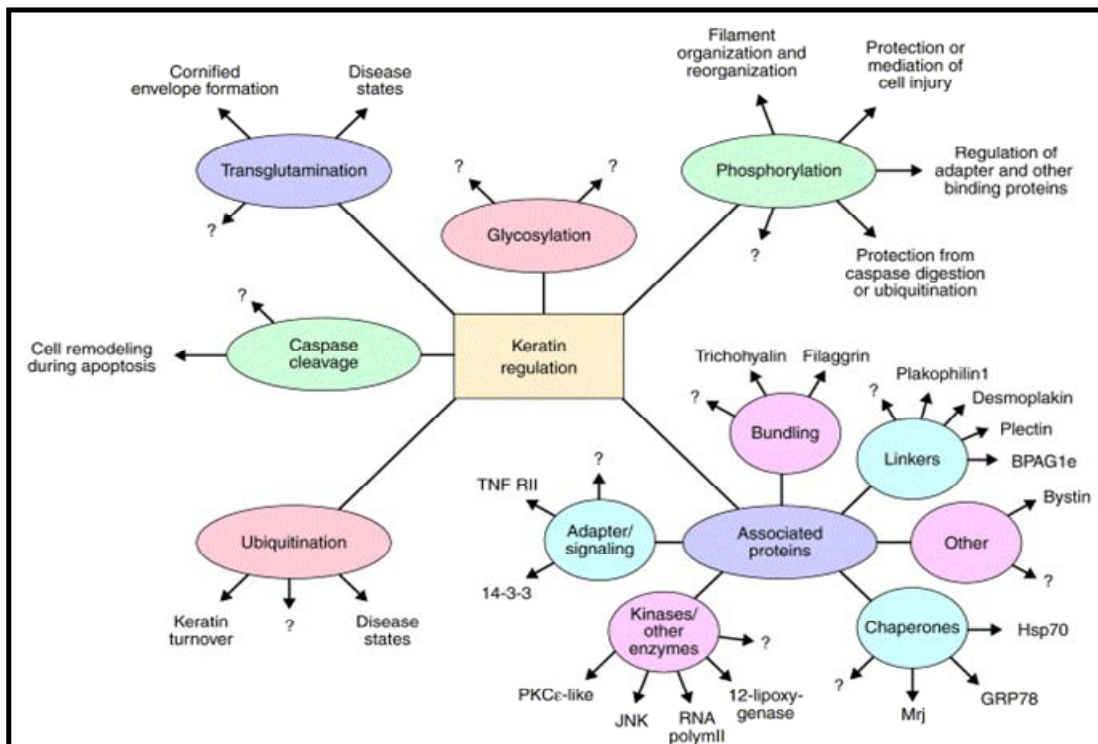 Filament
organization and
reorganization
Protection or
mediation of
cell injury
Cornified
envelope formation
Disease
states
Transglutamination
?
?
?
Glycosylation
Phosphorylation
Regulation of
adapter and other
binding proteins
?
Protection from
caspase digestion
or ubiquitination
?
Cell remodeling
during apoptosis
Caspase
cleavage
Keratin
regulation
Trichohyalin
Filaggrin
?
Bundling
?
Plakophilin1
Desmoplakin
Plectin
BPAG1e
Linkers
TNF RII
?
Adapter/
signaling
14-3-3
Associated
proteins
Bystin
Other
?
Ubiquitination
Keratin
turnover
?
Disease
states
Kinases/
other
enzymes
?
PKCε-like
JNK
RNA
polymII
12-lipoxy-
genase
Chaperones
Hsp70
?
Mrj
GRP78